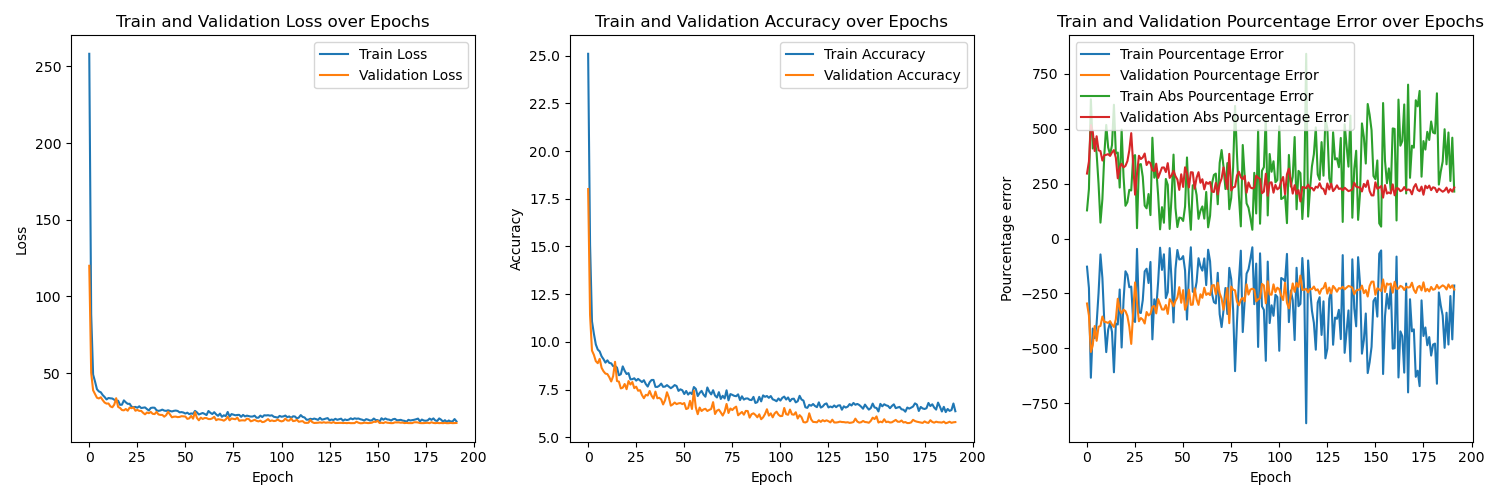 Train and Validation Loss over Epochs
Train Loss
Validation Loss
250
200
150
100
50
Loss
0
25
50
75
100
125
150
175
200
Epoch
Train and Validation Accuracy over Epochs
Train Accuracy
Validation Accuracy
25.0
22.5
20.0
17.5
15.0
12.5
10.0
7.5
5.0
Accuracy
0
25
50
75
100
125
150
175
200
Epoch
Train and Validation Pourcentage Error over Epochs
Train Pourcentage Error
Validation Pourcentage Error
Train Abs Pourcentage Error
Validation Abs Pourcentage Error
750
500
250
0
−250
−500
−750
Pourcentage error
0
25
50
75
100
125
150
175
200
Epoch